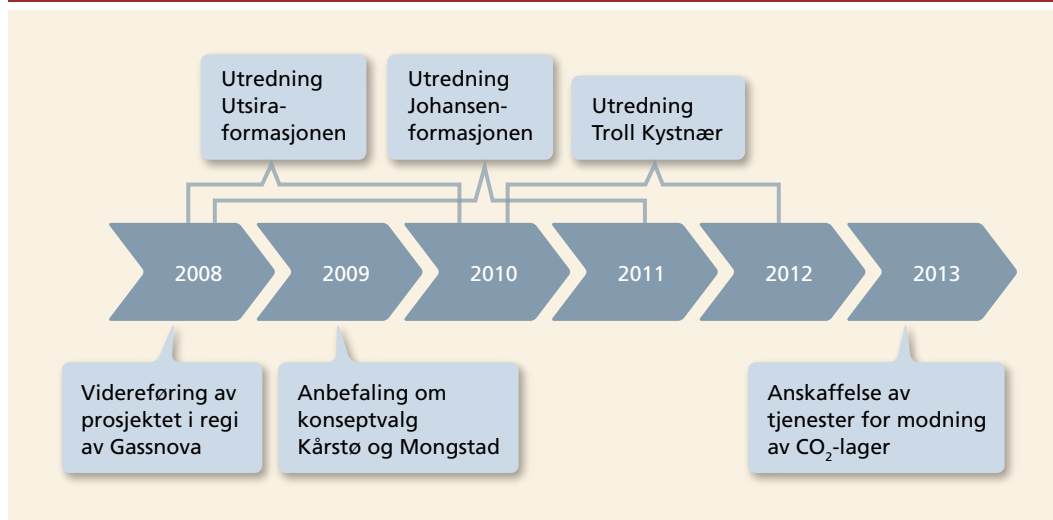 Utredning
Utsira-
formasjonen
Utredning
Johansen-
formasjonen
Utredning
Troll Kystnær
2008
2009
2010
2011
2012
2013
Videreføring av
prosjektet i regi
av Gassnova
Anbefaling om
konseptvalg
Kårstø og Mongstad
Anskaffelse av
tjenester for modning
av CO₂-lager